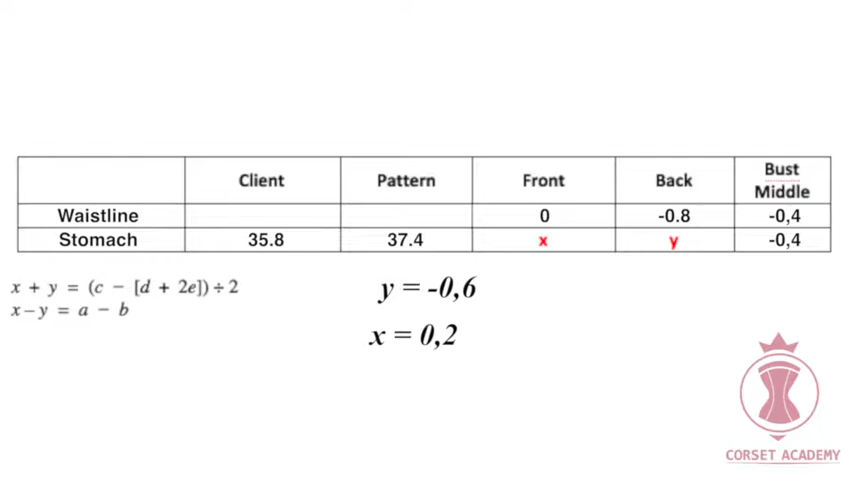 Client Pattern Front Back Bust Middle
Waistline 0 -0.8 -0,4
Stomach 35.8 37.4 x y -0,4
x + y = (c − [d + 2e]) ÷ 2
x − y = a − b
y = -0,6
x = 0,2
CORSET ACADEMY